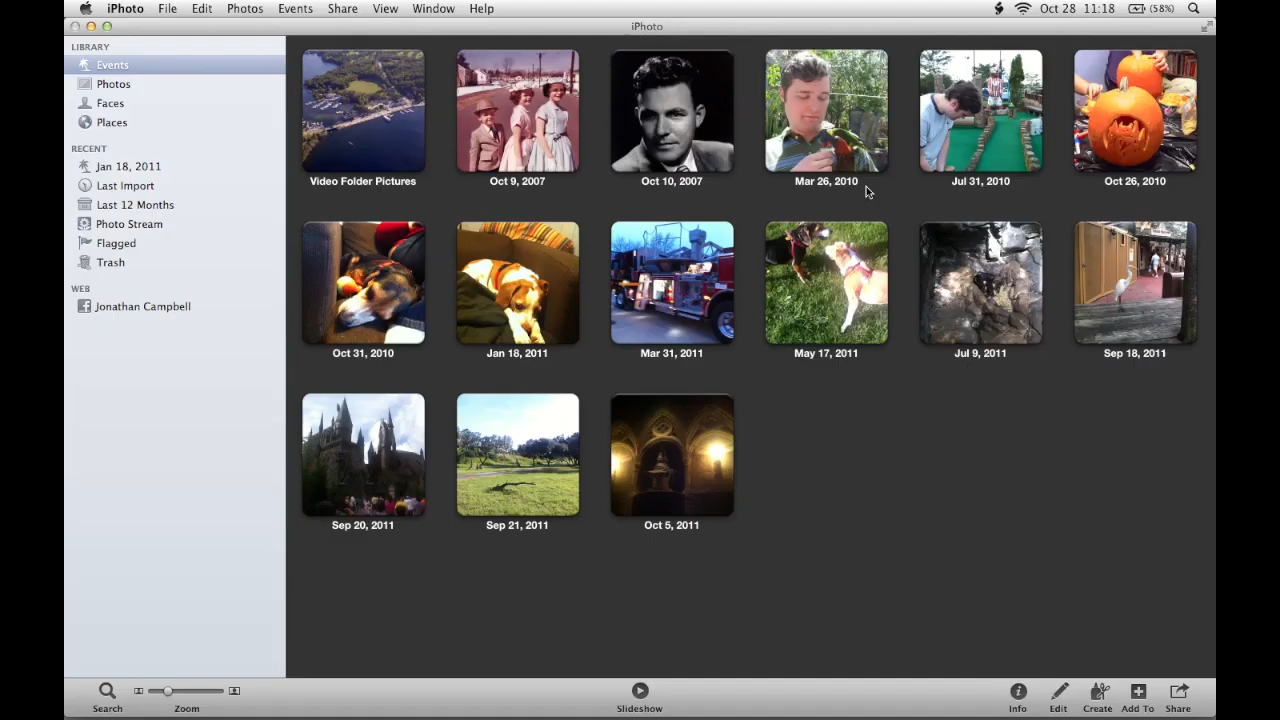 iPhoto File Edit Photos Events Share View Window Help Oct 28 11:18 (58%)
iPhoto
LIBRARY
Events
Photos
Faces
Places
RECENT
Jan 18, 2011
Last Import
Last 12 Months
Photo Stream
Flagged
Trash
WEB
Jonathan Campbell
Video Folder Pictures Oct 9, 2007 Oct 10, 2007 Mar 26, 2010 Jul 31, 2010 Oct 26, 2010
Oct 31, 2010 Jan 18, 2011 Mar 31, 2011 May 17, 2011 Jul 9, 2011 Sep 18, 2011
Sep 20, 2011 Sep 21, 2011 Oct 5, 2011
Search Zoom Slideshow Info Edit Create Add To Share